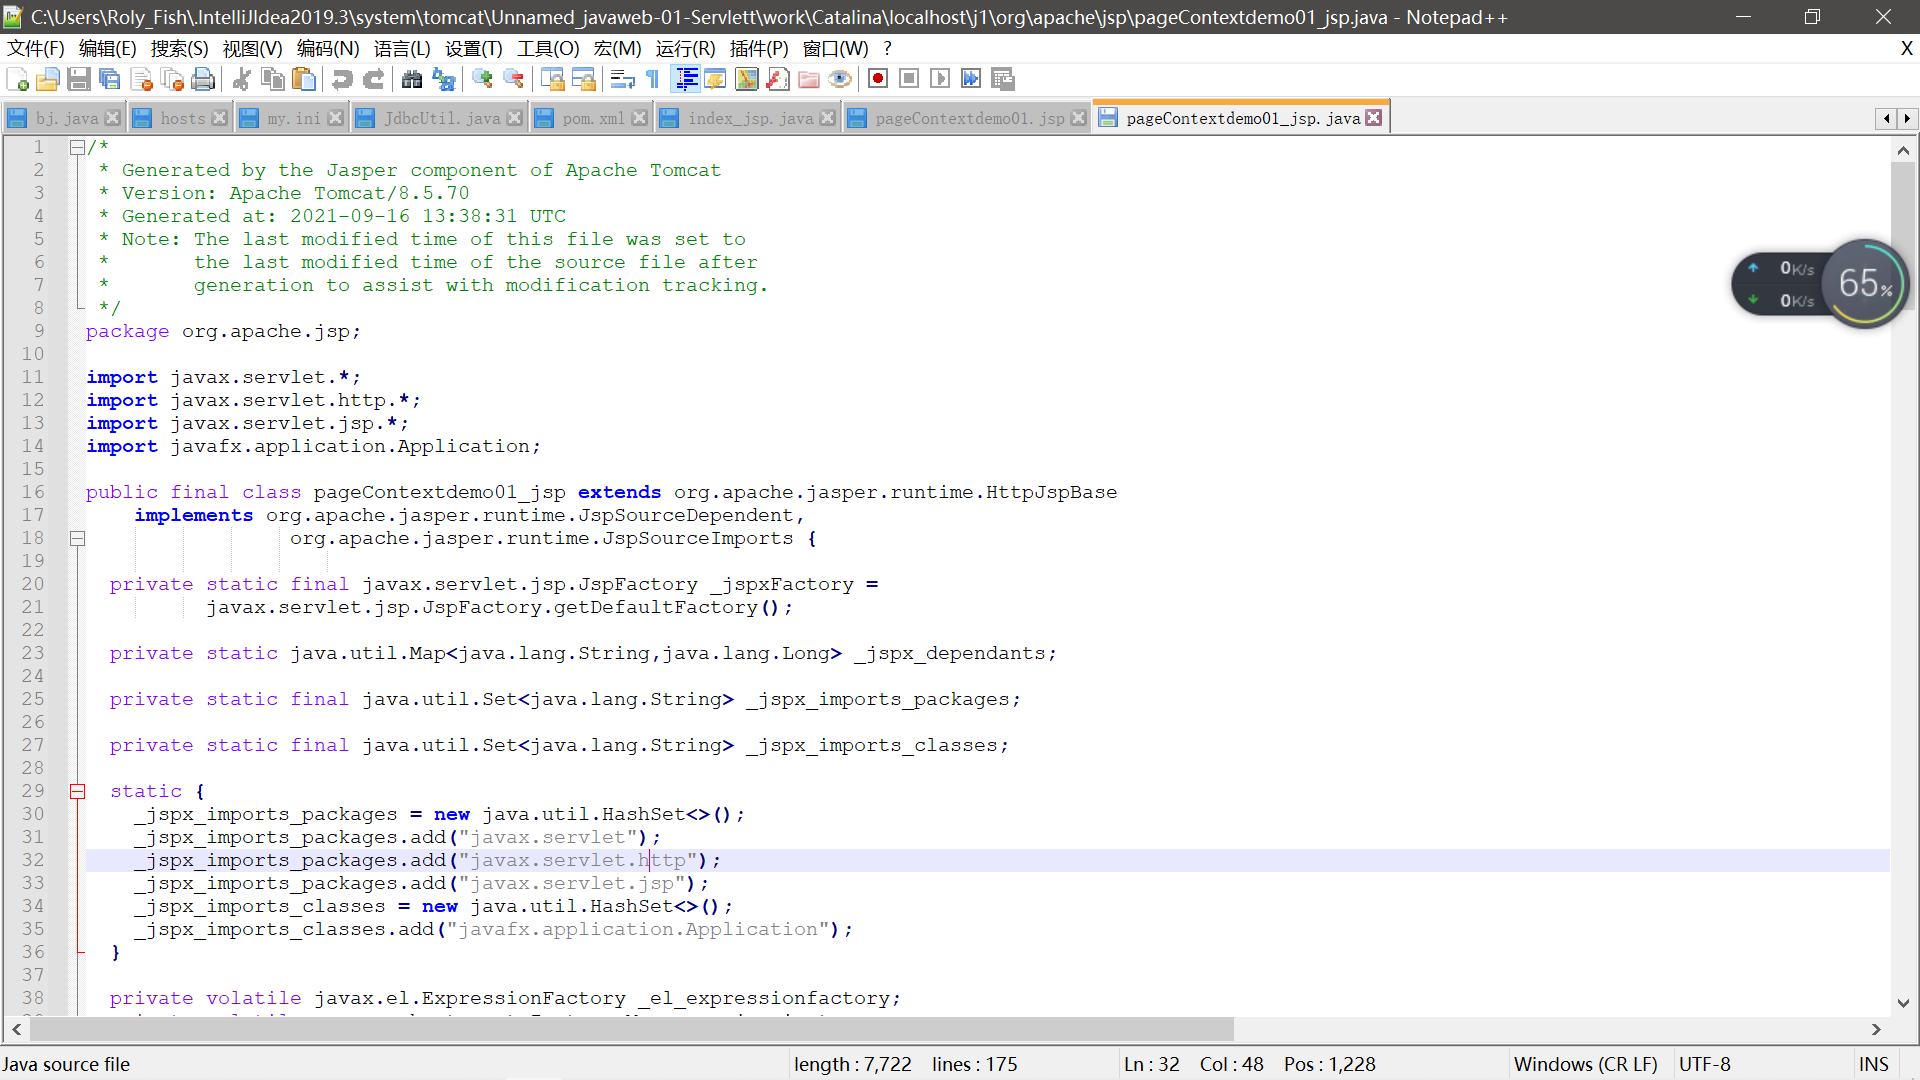 C:\Users\Roly_Fish\.IntelliJIdea2019.3\system\tomcat\Unnamed_javaweb-01-Servlett\work\Catalina\localhost\j1\org\apache\jsp\pageContextdemo01_jsp.java - Notepad++
文件(F) 编辑(E) 搜索(S) 视图(V) 编码(N) 语言(L) 设置(T) 工具(O) 宏(M) 运行(R) 插件(P) 窗口(W) ? X
bj.java hosts my.ini JdbcUtil.java pom.xml index_jsp.java pageContextdemo01.jsp pageContextdemo01_jsp.java
1 /*
2 * Generated by the Jasper component of Apache Tomcat
3 * Version: Apache Tomcat/8.5.70
4 * Generated at: 2021-09-16 13:38:31 UTC
5 * Note: The last modified time of this file was set to
6 * the last modified time of the source file after
7 * generation to assist with modification tracking.
8 */
9 package org.apache.jsp;
10
11 import javax.servlet.*;
12 import javax.servlet.http.*;
13 import javax.servlet.jsp.*;
14 import javafx.application.Application;
15
16 public final class pageContextdemo01_jsp extends org.apache.jasper.runtime.HttpJspBase
17 implements org.apache.jasper.runtime.JspSourceDependent,
18 org.apache.jasper.runtime.JspSourceImports {
19
20 private static final javax.servlet.jsp.JspFactory _jspxFactory =
21 javax.servlet.jsp.JspFactory.getDefaultFactory();
22
23 private static java.util.Map<java.lang.String,java.lang.Long> _jspx_dependants;
24
25 private static final java.util.Set<java.lang.String> _jspx_imports_packages;
26
27 private static final java.util.Set<java.lang.String> _jspx_imports_classes;
28
29 static {
30 _jspx_imports_packages = new java.util.HashSet<>();
31 _jspx_imports_packages.add("javax.servlet");
32 _jspx_imports_packages.add("javax.servlet.http");
33 _jspx_imports_packages.add("javax.servlet.jsp");
34 _jspx_imports_classes = new java.util.HashSet<>();
35 _jspx_imports_classes.add("javafx.application.Application");
36 }
37
38 private volatile javax.el.ExpressionFactory _el_expressionfactory;
0K/s
0K/s
65%
Java source file length : 7,722 lines : 175 Ln : 32 Col : 48 Pos : 1,228 Windows (CR LF) UTF-8 INS